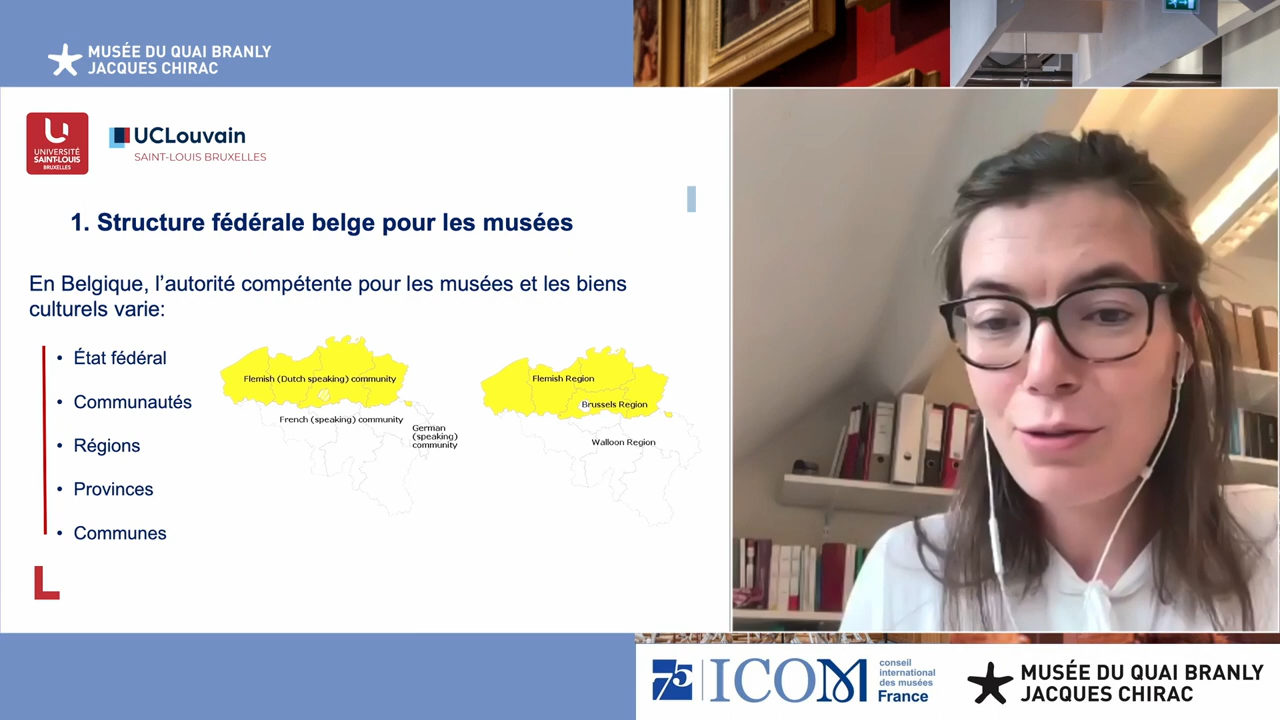 MUSÉE DU QUAI BRANLY
JACQUES CHIRAC
UNIVERSITÉ
SAINT-LOUIS
BRUXELLES
UCLouvain
SAINT-LOUIS BRUXELLES
1. Structure fédérale belge pour les musées
En Belgique, l’autorité compétente pour les musées et les biens
culturels varie:
• État fédéral
• Communautés
• Régions
• Provinces
• Communes
Flemish (Dutch speaking) community
French (speaking) community
German
(speaking)
community
Flemish Region
Brussels Region
Walloon Region
75
ICOM
conseil
international
des musées
France
MUSÉE DU QUAI BRANLY
JACQUES CHIRAC